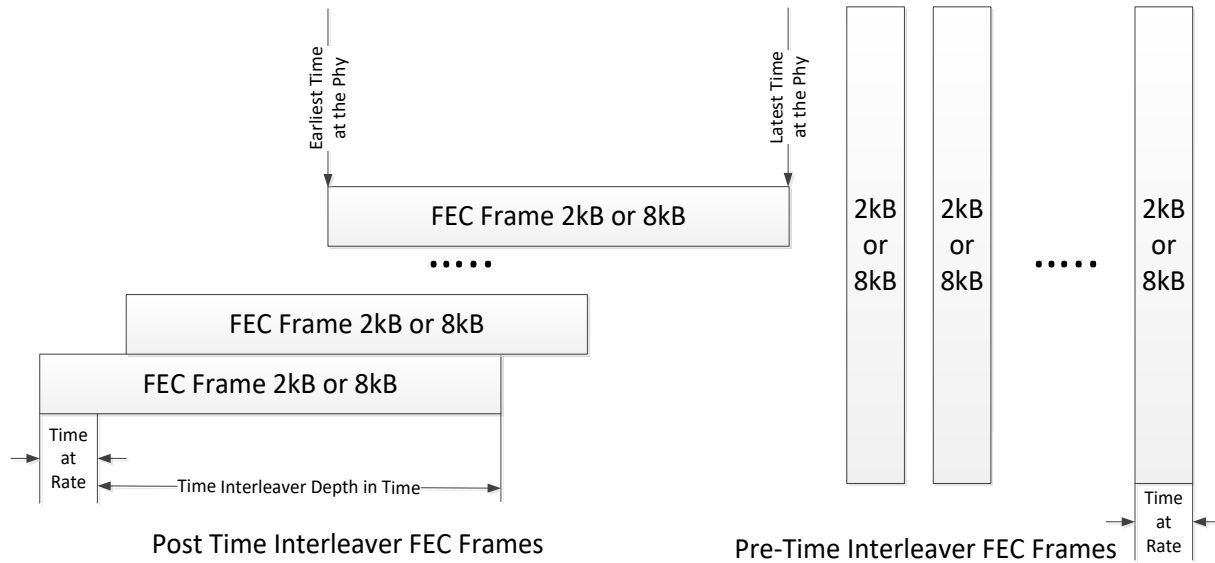 Earliest Time
at the Phy
Latest Time
at the Phy
FEC Frame 2kB or 8kB
.....
FEC Frame 2kB or 8kB
FEC Frame 2kB or 8kB
Time
at
Rate
Time Interleaver Depth in Time
Post Time Interleaver FEC Frames
2kB
or
8kB
2kB
or
8kB
.....
2kB
or
8kB
Time
at
Rate
Pre-Time Interleaver FEC Frames